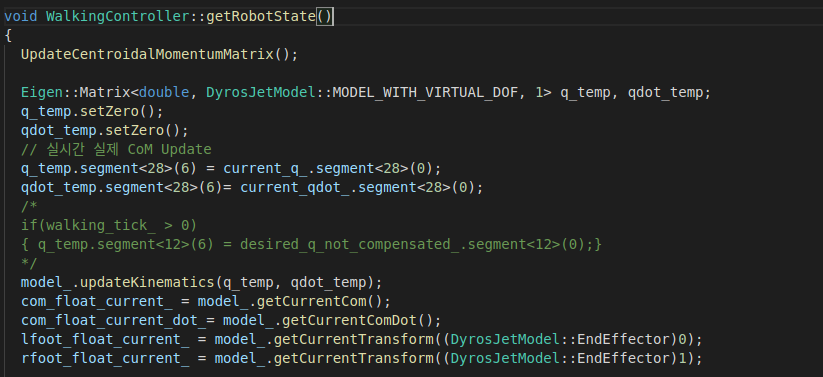 void WalkingController::getRobotState()
{
  UpdateCentroidalMomentumMatrix();

  Eigen::Matrix<double, DyrosJetModel::MODEL_WITH_VIRTUAL_DOF, 1> q_temp, qdot_temp;
  q_temp.setZero();
  qdot_temp.setZero();
  // 실시간 실제 CoM Update
  q_temp.segment<28>(6) = current_q_.segment<28>(0);
  qdot_temp.segment<28>(6)= current_qdot_.segment<28>(0);
  /*
  if(walking_tick_ > 0)
  { q_temp.segment<12>(6) = desired_q_not_compensated_.segment<12>(0);}
  */
  model_.updateKinematics(q_temp, qdot_temp);
  com_float_current_ = model_.getCurrentCom();
  com_float_current_dot_= model_.getCurrentComDot();
  lfoot_float_current_ = model_.getCurrentTransform((DyrosJetModel::EndEffector)0);
  rfoot_float_current_ = model_.getCurrentTransform((DyrosJetModel::EndEffector)1);